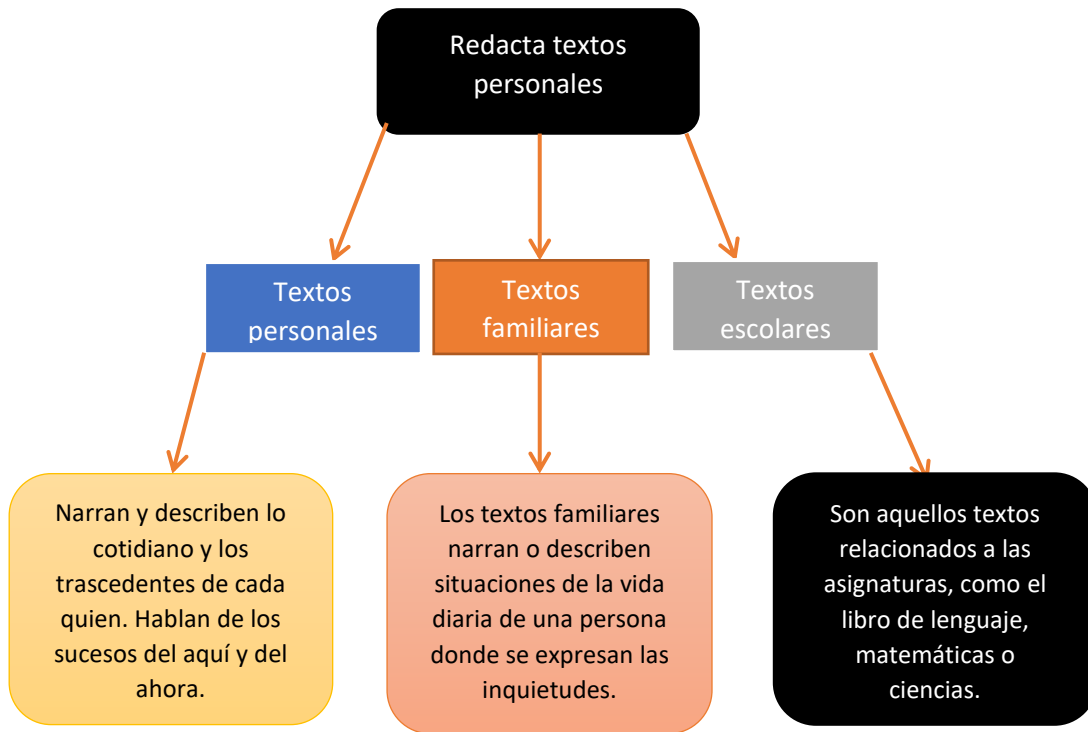 Redacta textos
personales
Textos
personales
Textos
familiares
Textos
escolares
Narran y describen lo
cotidiano y los
trascedentes de cada
quien. Hablan de los
sucesos del aquí y del
ahora.
Los textos familiares
narran o describen
situaciones de la vida
diaria de una persona
donde se expresan las
inquietudes.
Son aquellos textos
relacionados a las
asignaturas, como el
libro de lenguaje,
matemáticas o
ciencias.